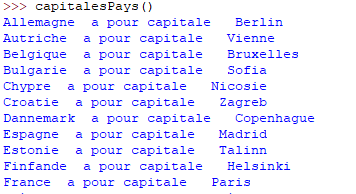 >>> capitalesPays()
Allemagne  a pour capitale   Berlin
Autriche  a pour capitale   Vienne
Belgique  a pour capitale   Bruxelles
Bulgarie  a pour capitale   Sofia
Chypre  a pour capitale   Nicosie
Croatie  a pour capitale   Zagreb
Dannemark  a pour capitale   Copenhague
Espagne  a pour capitale   Madrid
Estonie  a pour capitale   Talinn
Finfande  a pour capitale   Helsinki
France  a pour capitale   Paris